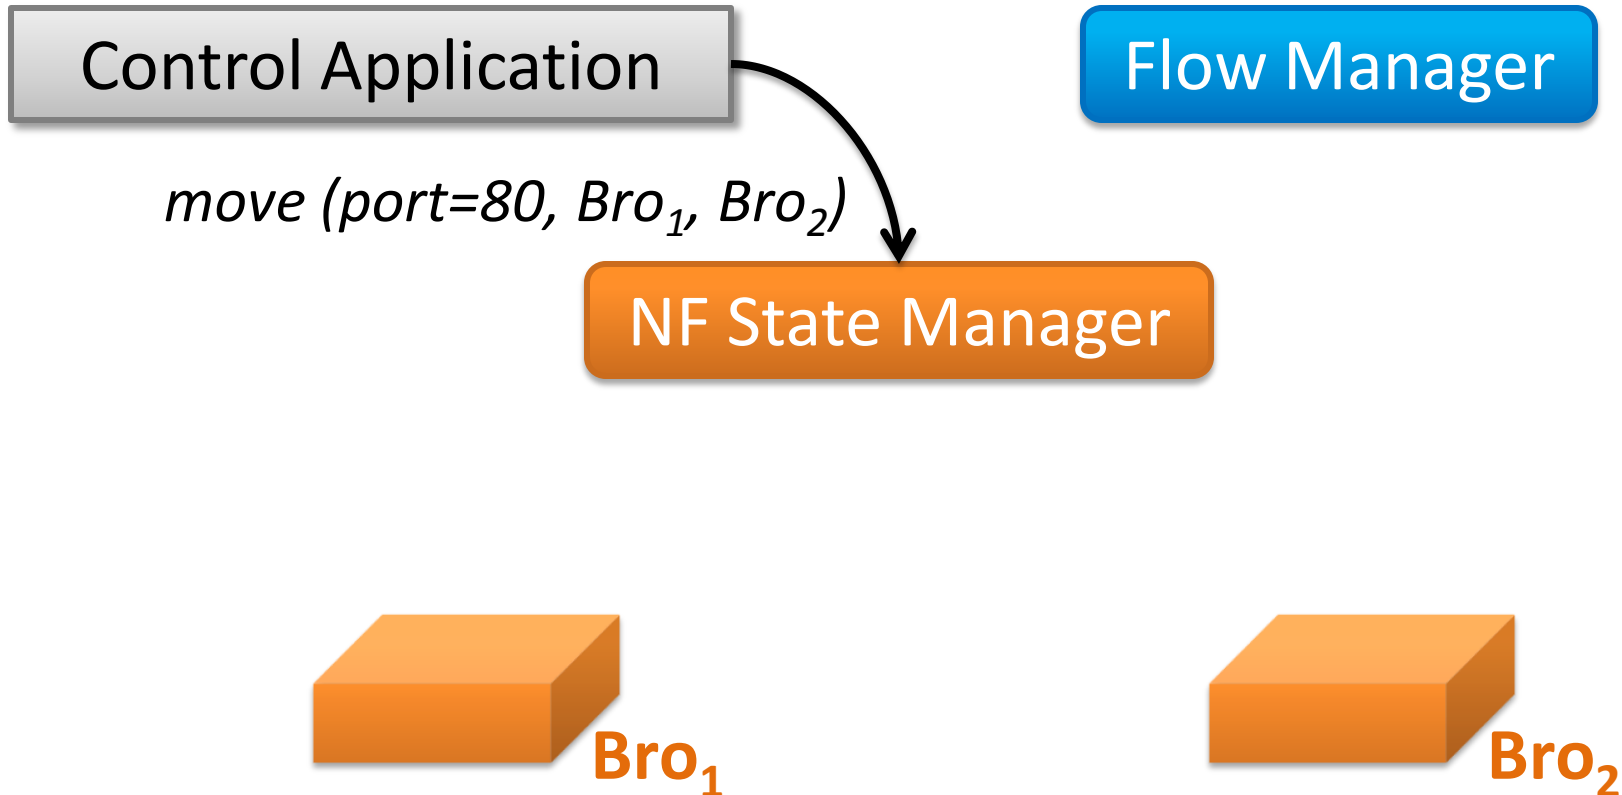 Control Application
Flow Manager
move (port=80, Bro₁, Bro₂)
NF State Manager
Bro₁
Bro₂